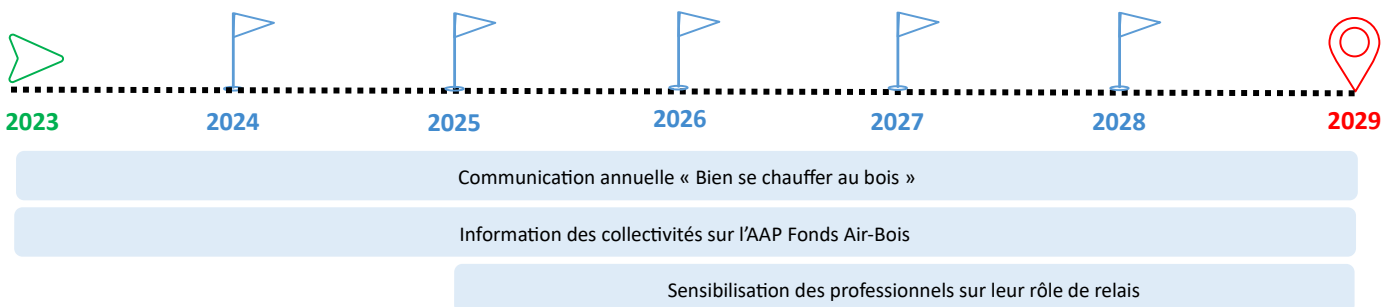 2023 2024 2025 2026 2027 2028 2029
Communication annuelle « Bien se chauffer au bois »
Information des collectivités sur l’AAP Fonds Air-Bois
Sensibilisation des professionnels sur leur rôle de relais